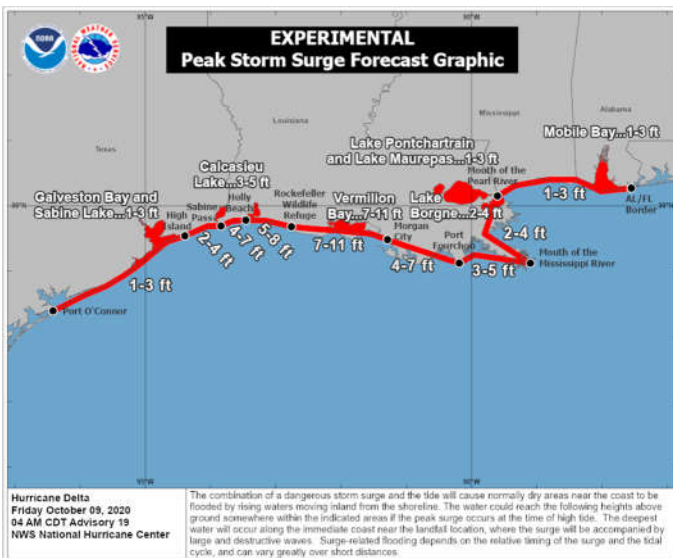 EXPERIMENTAL
Peak Storm Surge Forecast Graphic
NOAA
Mississippi
Alabama
Louisiana
Texas
Mobile Bay...1-3 ft
Lake Pontchartrain
and Lake Maurepas...1-3 ft
Mouth of the
Pearl River
1-3 ft
AL/FL
Border
Calcasieu
Lake...3-5 ft
Holly
Beach
Galveston Bay and
Sabine Lake...1-3 ft
Sabine
Pass
High
Island
Rockefeller
Wildlife
Refuge
Vermilion
Bay...7-11 ft
Morgan
City
Lake
Borgne...2-4 ft
Port
Fourchon
2-4 ft
4-7 ft
5-8 ft
7-11 ft
4-7 ft
3-5 ft
2-4 ft
Mouth of the
Mississippi River
1-3 ft
Port O'Connor
95°W
90°W
30°N
30°N
95°W
90°W
Hurricane Delta
Friday October 09, 2020
04 AM CDT Advisory 19
NWS National Hurricane Center
The combination of a dangerous storm surge and the tide will cause normally dry areas near the coast to be
flooded by rising waters moving inland from the shoreline. The water could reach the following heights above
ground somewhere within the indicated areas if the peak surge occurs at the time of high tide. The deepest
water will occur along the immediate coast near the landfall location, where the surge will be accompanied by
large and destructive waves. Surge-related flooding depends on the relative timing of the surge and the tidal
cycle, and can vary greatly over short distances.